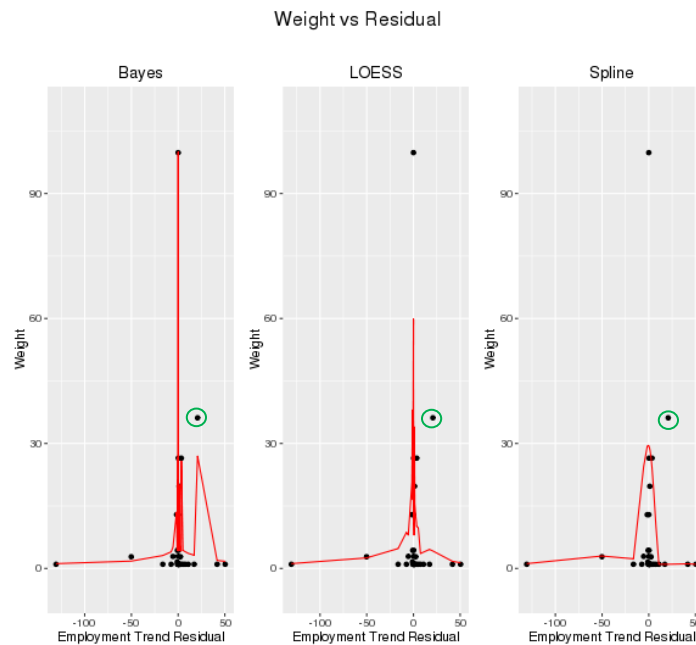 Weight vs Residual
Bayes LOESS Spline
90 90 90
60 60 60
30 30 30
0 0 0
Weight Weight Weight
-100 -50 0 50 -100 -50 0 50 -100 -50 0 50
Employment Trend Residual Employment Trend Residual Employment Trend Residual